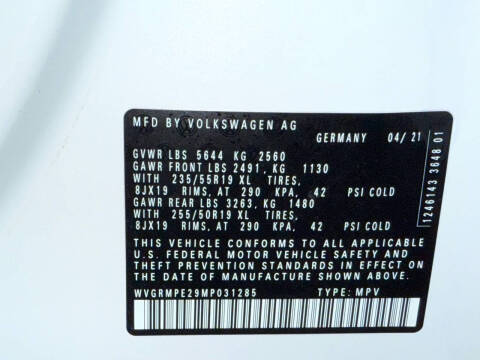 MFD BY VOLKSWAGEN AG
GERMANY 04/21
GVWR LBS 5644 KG 2560
GAWR FRONT LBS 2491, KG 1130
WITH 235/55R19 XL TIRES,
8JX19 RIMS, AT 290 KPA, 42 PSI COLD
GAWR REAR LBS 3263, KG 1480
WITH 255/50R19 XL TIRES,
8JX19 RIMS, AT 290 KPA, 42 PSI COLD
THIS VEHICLE CONFORMS TO ALL APPLICABLE
U.S. FEDERAL MOTOR VEHICLE SAFETY AND
THEFT PREVENTION STANDARDS IN EFFECT ON
THE DATE OF MANUFACTURE SHOWN ABOVE.
WVGRMPE29MP031285 TYPE: MPV
1246143 3648 01